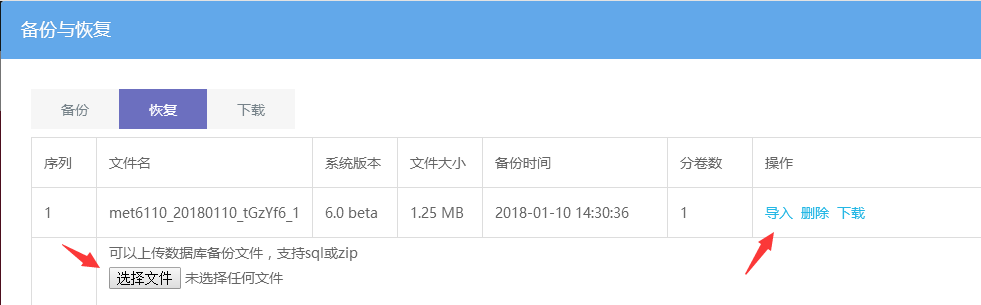 备份与恢复
备份 恢复 下载
序列 文件名 系统版本 文件大小 备份时间 分卷数 操作
1 met6110_20180110_tGzYf6_1 6.0 beta 1.25 MB 2018-01-10 14:30:36 1 导入 删除 下载
可以上传数据库备份文件，支持sql或zip
选择文件 未选择任何文件